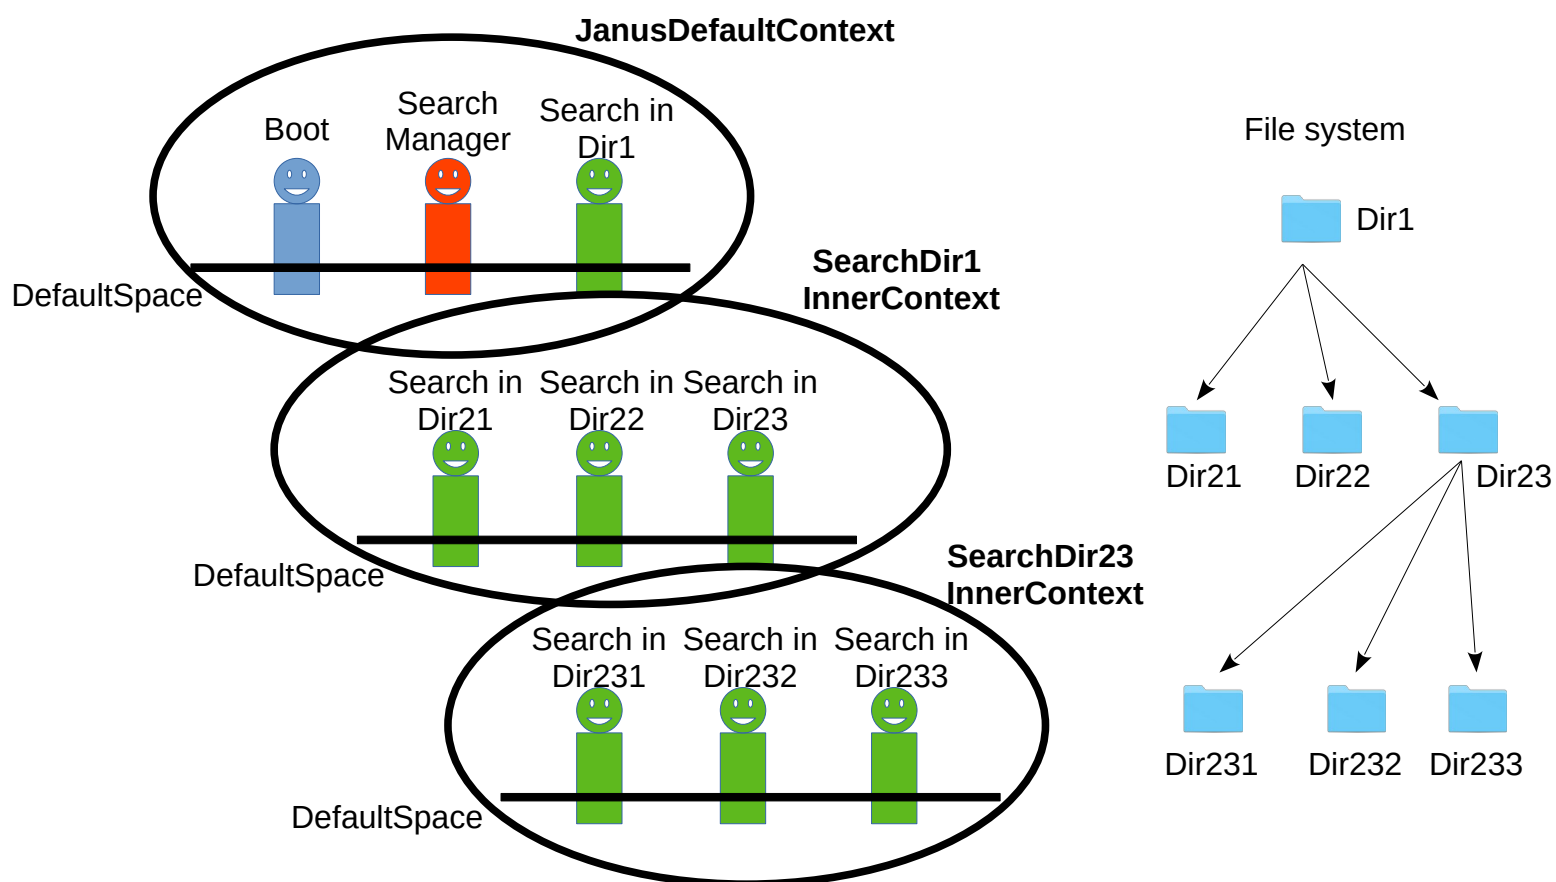 JanusDefaultContext
Boot
Search
Manager
Search in
Dir1
DefaultSpace
SearchDir1
InnerContext
Search in
Dir21
Search in
Dir22
Search in
Dir23
DefaultSpace
SearchDir23
InnerContext
Search in
Dir231
Search in
Dir232
Search in
Dir233
DefaultSpace
File system
Dir1
Dir21
Dir22
Dir23
Dir231
Dir232
Dir233